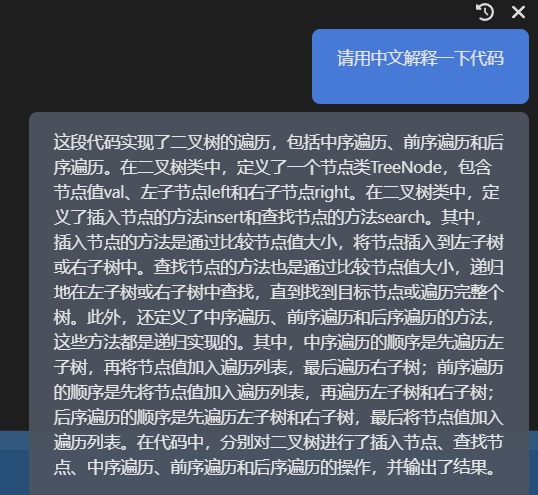 请用中文解释一下代码
这段代码实现了二叉树的遍历，包括中序遍历、前序遍历和后
序遍历。在二叉树类中，定义了一个节点类TreeNode，包含
节点值val、左子节点left和右子节点right。在二叉树类中，定
义了插入节点的方法insert和查找节点的方法search。其中，
插入节点的方法是通过比较节点值大小，将节点插入到左子树
或右子树中。查找节点的方法也是通过比较节点值大小，递归
地在左子树或右子树中查找，直到找到目标节点或遍历完整个
树。此外，还定义了中序遍历、前序遍历和后序遍历的方法，
这些方法都是递归实现的。其中，中序遍历的顺序是先遍历左
子树，再将节点值加入遍历列表，最后遍历右子树；前序遍历
的顺序是先将节点值加入遍历列表，再遍历左子树和右子树；
后序遍历的顺序是先遍历左子树和右子树，最后将节点值加入
遍历列表。在代码中，分别对二叉树进行了插入节点、查找节
点、中序遍历、前序遍历和后序遍历的操作，并输出了结果。